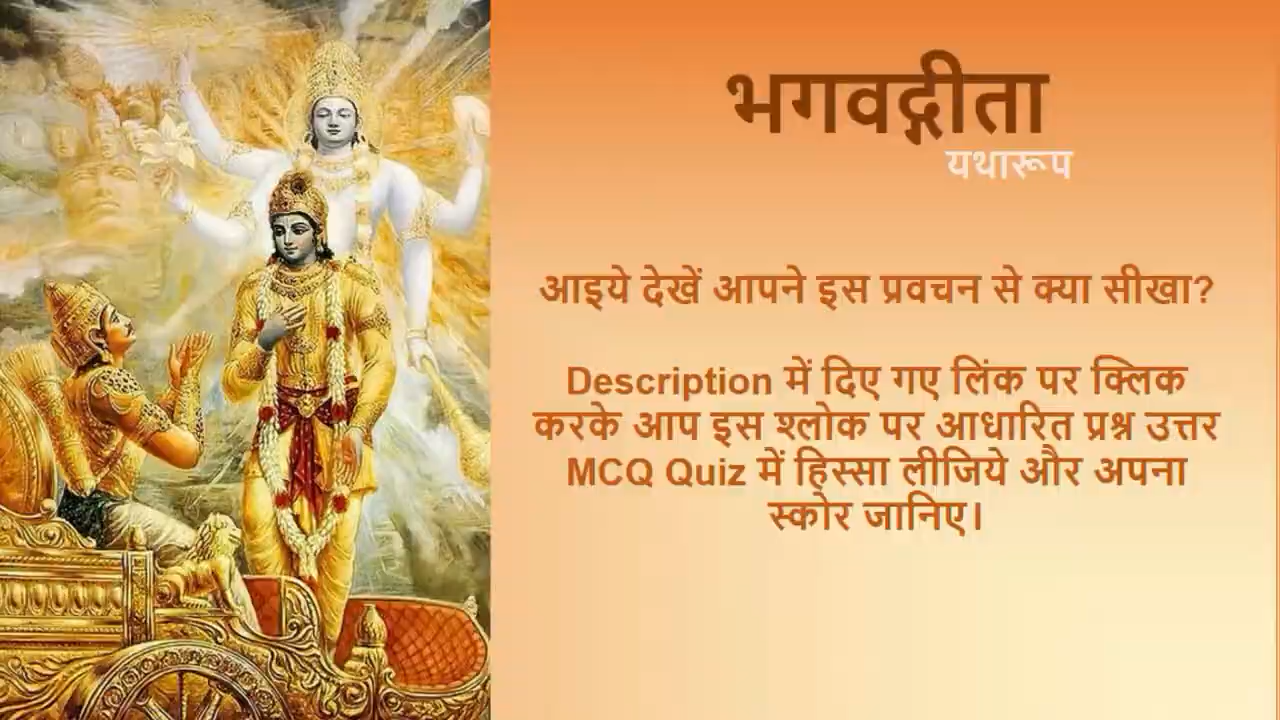 भगवद्गीता
यथारूप
आइये देखें आपने इस प्रवचन से क्या सीखा?
Description में दिए गए लिंक पर क्लिक
करके आप इस श्लोक पर आधारित प्रश्न उत्तर
MCQ Quiz में हिस्सा लीजिये और अपना
स्कोर जानिए।